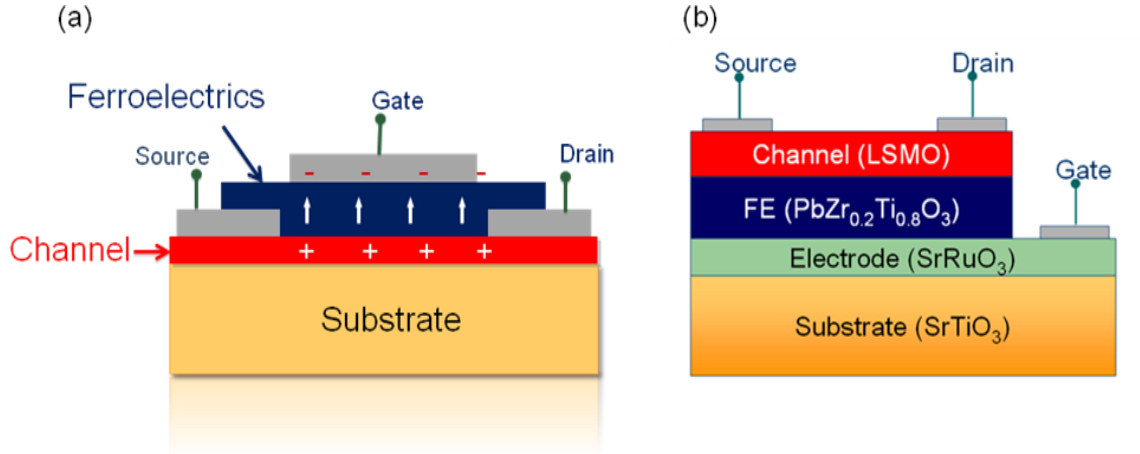 (a)
Ferroelectrics
Gate
Source
Drain
- - - -
Channel
+ + + +
Substrate
(b)
Source
Drain
Channel (LSMO)
Gate
FE (PbZr₀.₂Ti₀.₈O₃)
Electrode (SrRuO₃)
Substrate (SrTiO₃)